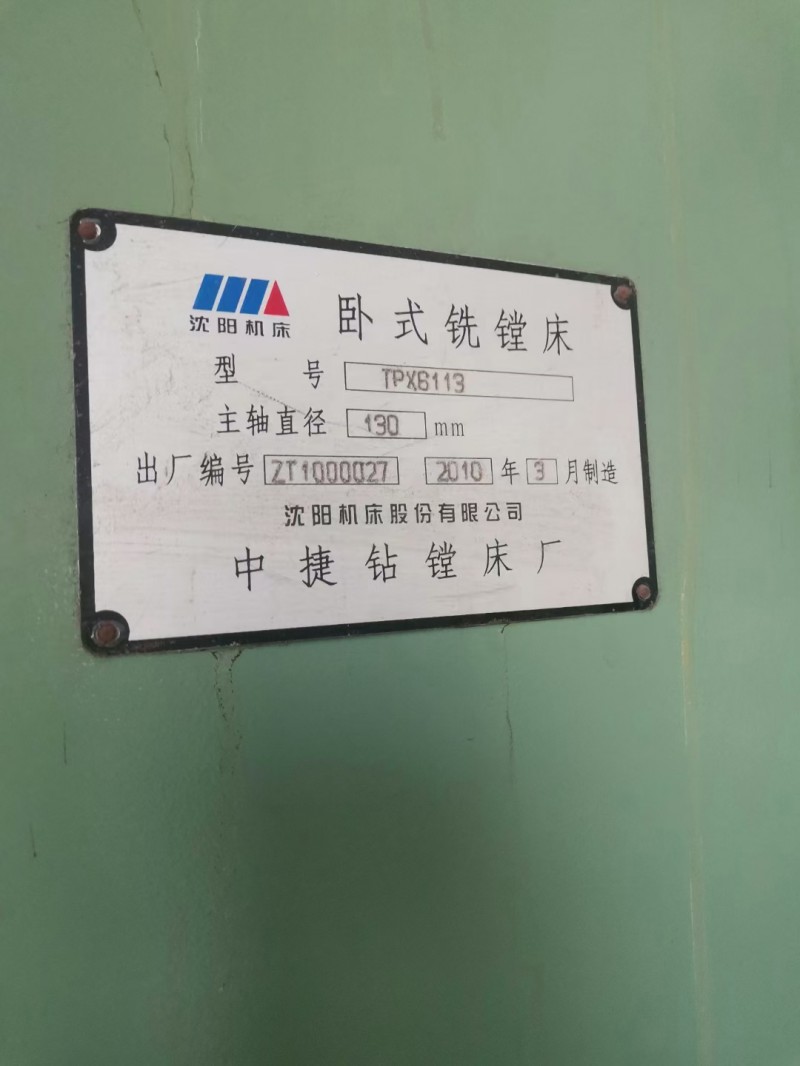 沈阳机床 卧式铣镗床
型 号 TPX6113
主轴直径 130 mm
出厂编号 ZT1000027 2010 年 3 月制造
沈阳机床股份有限公司
中捷钻镗床厂